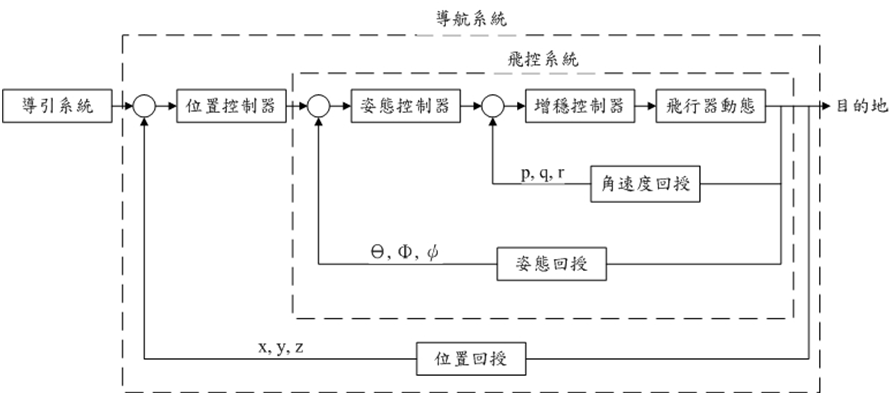 導航系統
飛控系統
導引系統
位置控制器
姿態控制器
增穩控制器
飛行器動態
目的地
p, q, r
角速度回授
Θ, Φ, ψ
姿態回授
x, y, z
位置回授